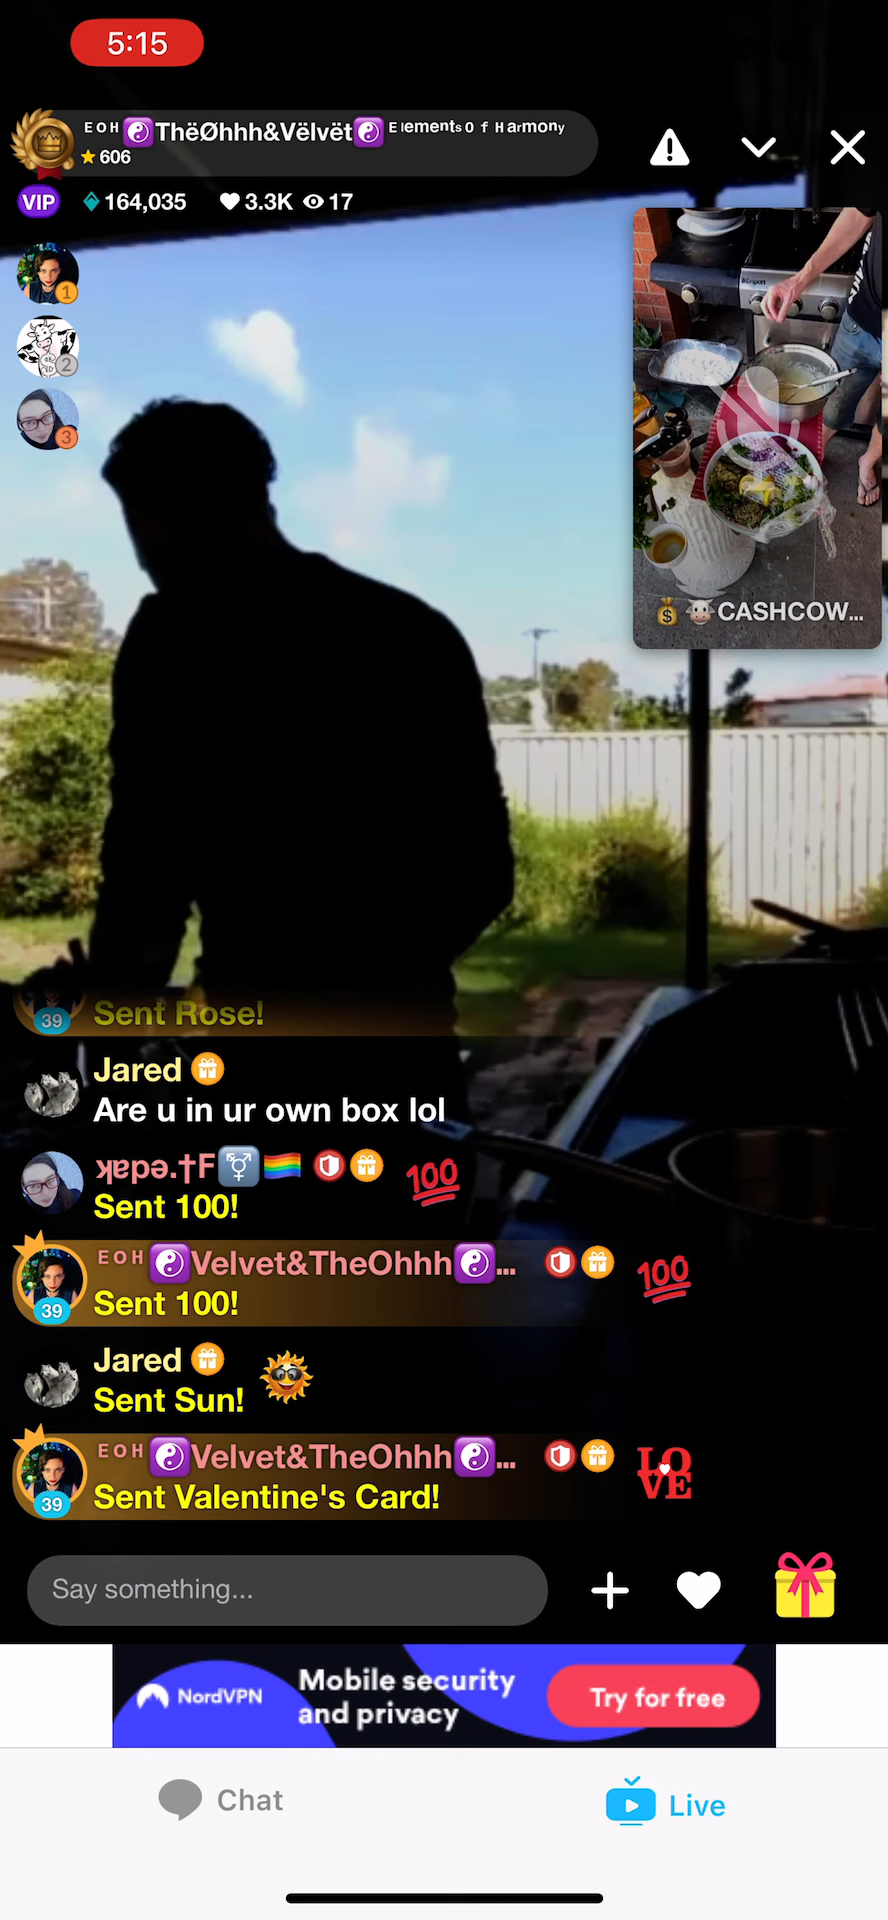 5:15
EOH☯ThëØhhh&Vëlvët☯Elements Of Harmony
⭐606
VIP 164,035 3.3K 17
1
2
3
💰🐮CASHCOW...
39
Sent Rose!
Jared
Are u in ur own box lol
ʞɐpǝ.†F⚧🏳️‍🌈 100
Sent 100!
EOH☯Velvet&TheOhhh☯... 100
39
Sent 100!
Jared
Sent Sun!
EOH☯Velvet&TheOhhh☯... LOVE
39
Sent Valentine's Card!
Say something...
NordVPN
Mobile security
and privacy
Try for free
Chat
Live